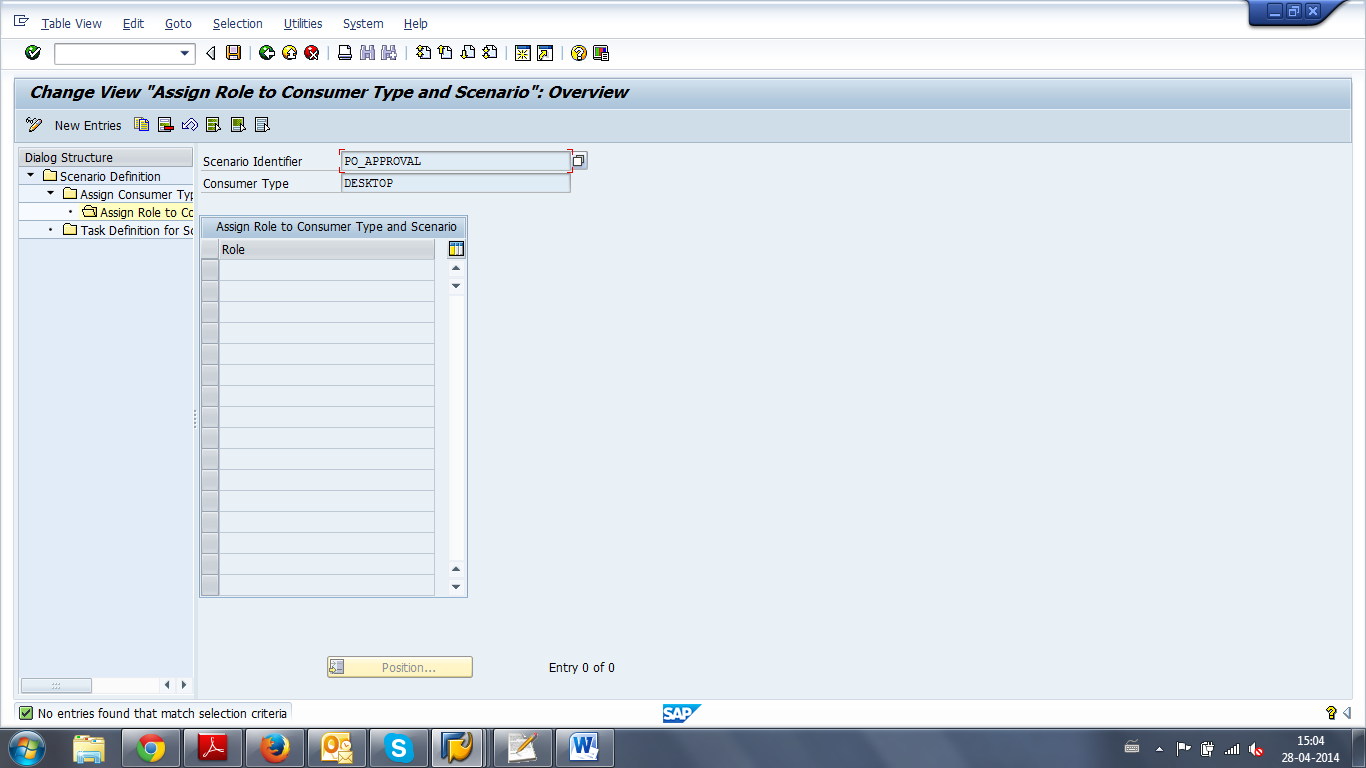 Table View Edit Goto Selection Utilities System Help
Change View "Assign Role to Consumer Type and Scenario": Overview
New Entries
Dialog Structure
Scenario Definition
Assign Consumer Typ
Assign Role to Co
Task Definition for Sc
Scenario Identifier PO_APPROVAL
Consumer Type DESKTOP
Assign Role to Consumer Type and Scenario
Role
Position... Entry 0 of 0
No entries found that match selection criteria
SAP
15:04
28-04-2014